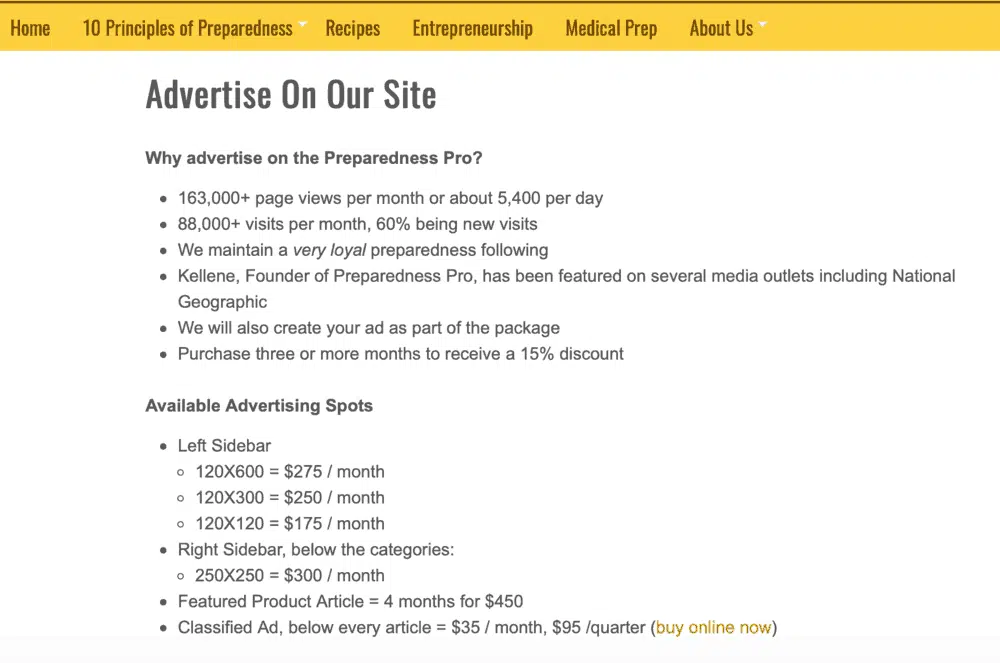 Home 10 Principles of Preparedness Recipes Entrepreneurship Medical Prep About Us
Advertise On Our Site
Why advertise on the Preparedness Pro?
163,000+ page views per month or about 5,400 per day
88,000+ visits per month, 60% being new visits
We maintain a very loyal preparedness following
Kellene, Founder of Preparedness Pro, has been featured on several media outlets including National
Geographic
We will also create your ad as part of the package
Purchase three or more months to receive a 15% discount
Available Advertising Spots
Left Sidebar
120X600 = $275 / month
120X300 = $250 / month
120X120 = $175 / month
Right Sidebar, below the categories:
250X250 = $300 / month
Featured Product Article = 4 months for $450
Classified Ad, below every article = $35 / month, $95 /quarter (buy online now)